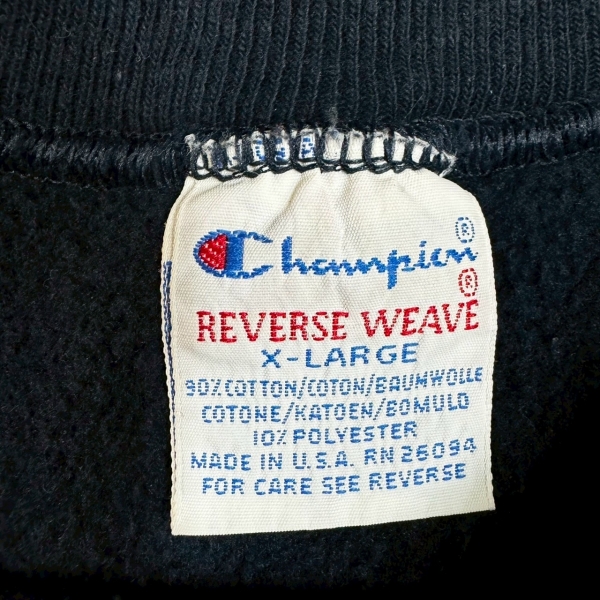 Champion®
®
REVERSE WEAVE
X-LARGE
90% COTTON/COTON/BAUMWOLLE
COTONE/KATOEN/BOMULD
10% POLYESTER
MADE IN U.S.A. RN 26094
FOR CARE SEE REVERSE